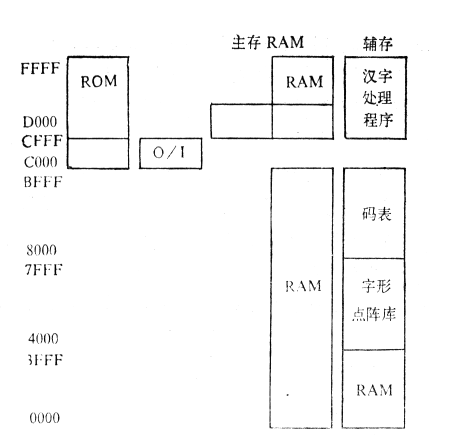 主存 RAM
辅存
FFFF
ROM
RAM
汉字
处理
程序
D000
CFFF
C000
O/I
BFFF
码表
8000
7FFF
RAM
字形
点阵库
4000
3FFF
RAM
0000